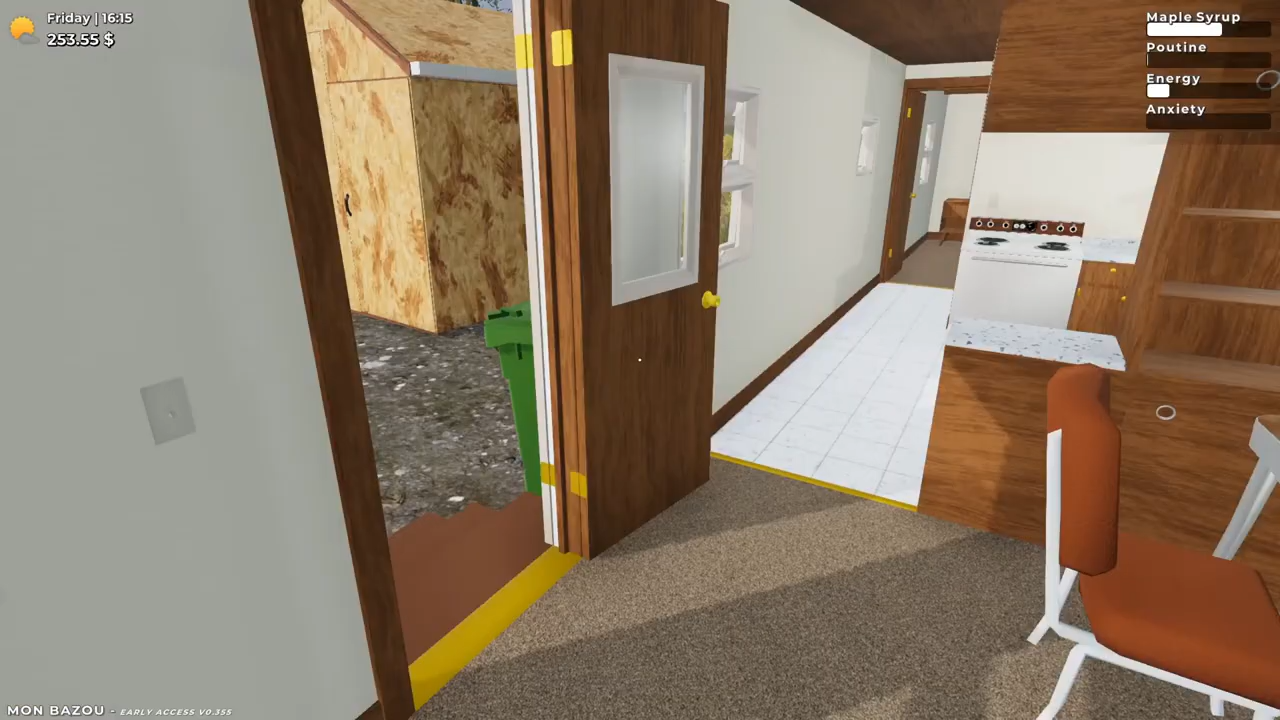 Friday | 16:15
253.55 $
Maple Syrup
Poutine
Energy
Anxiety
MON BAZOU - EARLY ACCESS V0.355